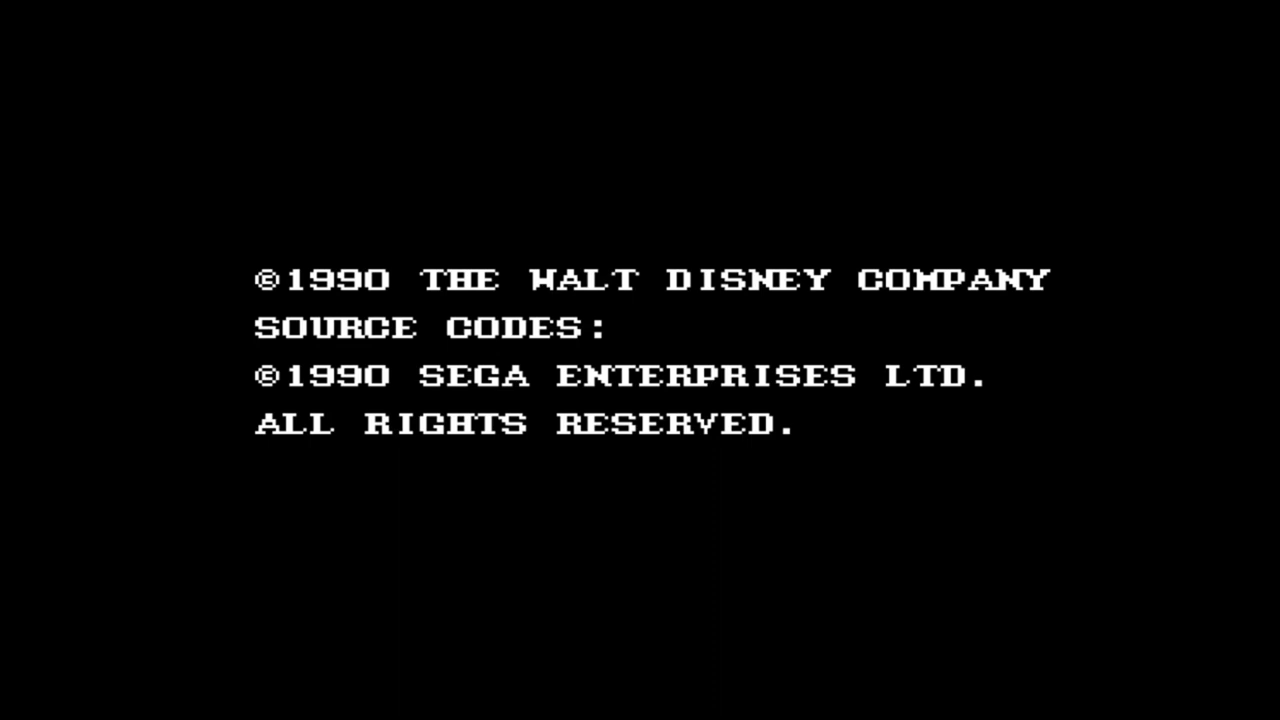 ©1990 THE WALT DISNEY COMPANY
SOURCE CODES:
©1990 SEGA ENTERPRISES LTD.
ALL RIGHTS RESERVED.